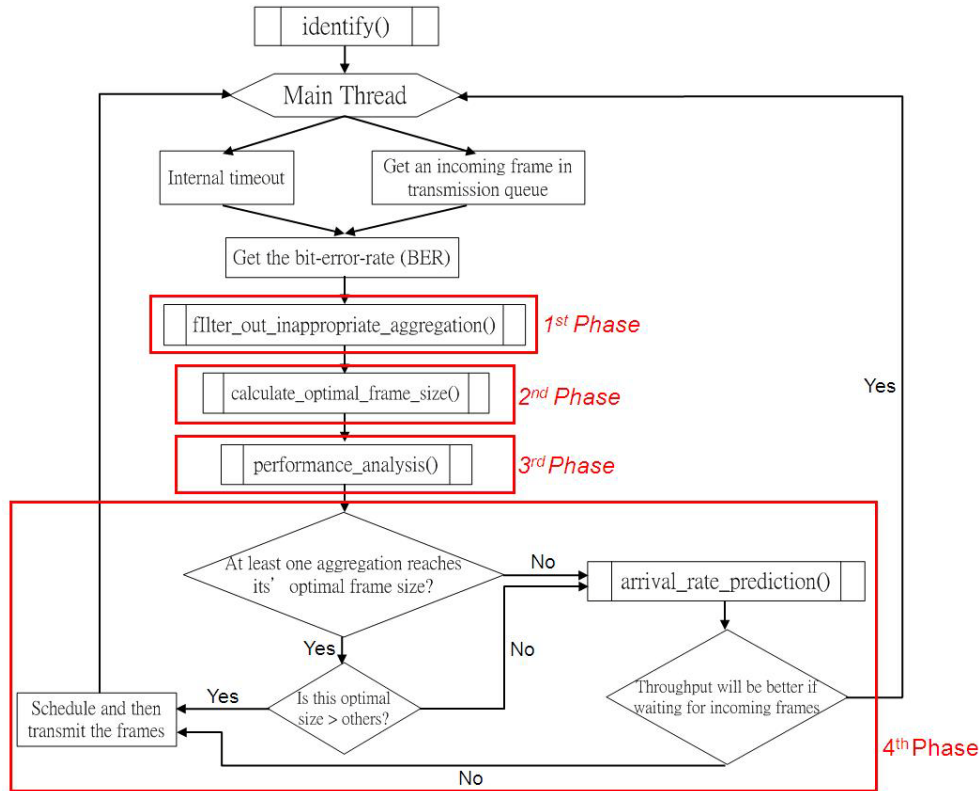 identify()
Main Thread
Internal timeout
Get an incoming frame in
transmission queue
Get the bit-error-rate (BER)
fIlter_out_inappropriate_aggregation()
1st Phase
calculate_optimal_frame_size()
2nd Phase
Yes
performance_analysis()
3rd Phase
At least one aggregation reaches
its’ optimal frame size?
No
arrival_rate_prediction()
Yes
No
Schedule and then
transmit the frames
Yes
Is this optimal
size > others?
Throughput will be better if
waiting for incoming frames
4th Phase
No